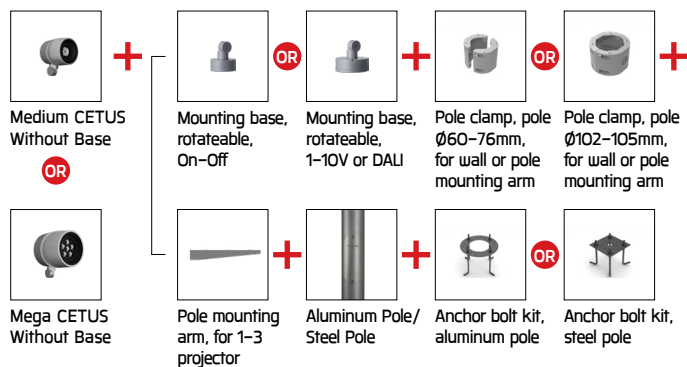 Medium CETUS
Without Base
OR
Mega CETUS
Without Base
Mounting base,
rotateable,
On-Off
OR
Mounting base,
rotateable,
1-10V or DALI
Pole clamp, pole
Ø60-76mm,
for wall or pole
mounting arm
OR
Pole clamp, pole
Ø102-105mm,
for wall or pole
mounting arm
Pole mounting
arm, for 1-3
projector
Aluminum Pole/
Steel Pole
Anchor bolt kit,
aluminum pole
OR
Anchor bolt kit,
steel pole